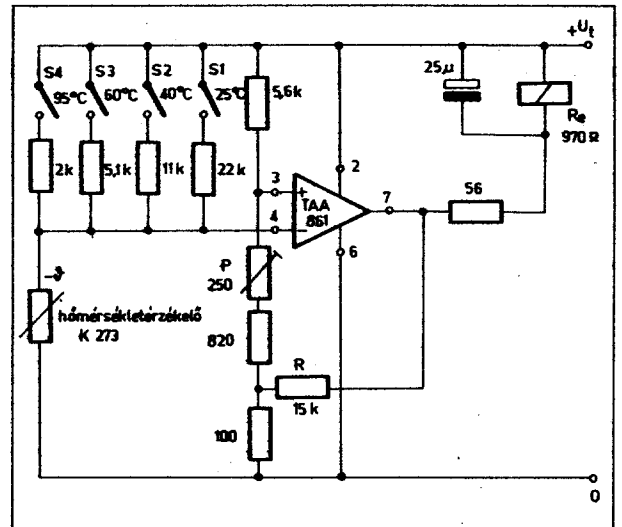 +Ut
S4
S3
S2
S1
95°C
60°C
40°C
25°C
5,6k
25µ
Re
970 Ω
2k
5,1k
11k
22k
3
2
+
TAA
861
7
56
4
-
6
-ϑ
P
250
hőmérsékletérzékelő
K 273
820
R
15k
100
0